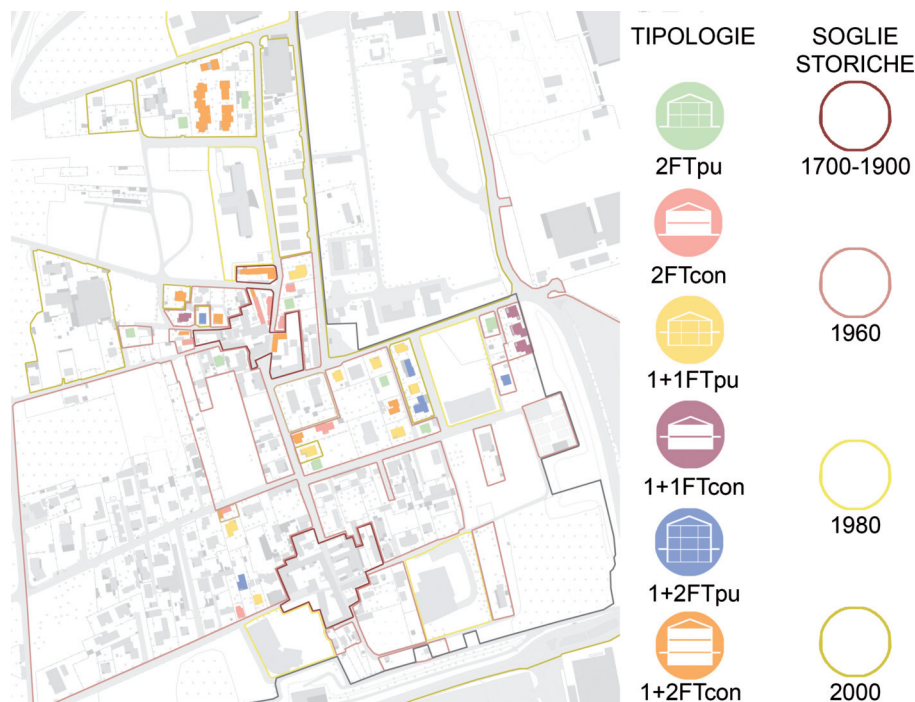 TIPOLOGIE
2FTpu
2FTcon
1+1FTpu
1+1FTcon
1+2FTpu
1+2FTcon
SOGLIE
STORICHE
1700-1900
1960
1980
2000